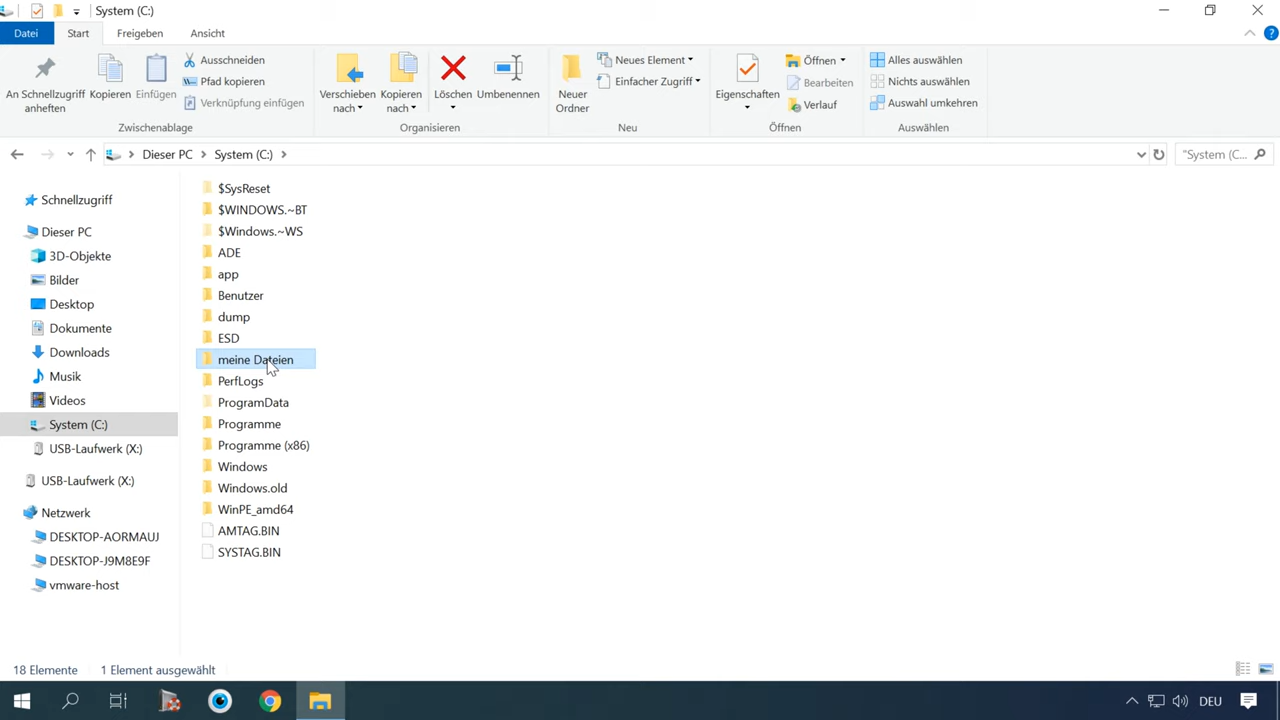 System (C:)
Datei Start Freigeben Ansicht
An Schnellzugriff anheften
Kopieren
Einfügen
Ausschneiden
Pfad kopieren
Verknüpfung einfügen
Zwischenablage
Verschieben nach
Kopieren nach
Löschen
Umbenennen
Organisieren
Neuer Ordner
Neues Element
Einfacher Zugriff
Neu
Eigenschaften
Öffnen
Bearbeiten
Verlauf
Öffnen
Alles auswählen
Nichts auswählen
Auswahl umkehren
Auswählen
Dieser PC System (C:)
"System (C...
Schnellzugriff
Dieser PC
3D-Objekte
Bilder
Desktop
Dokumente
Downloads
Musik
Videos
System (C:)
USB-Laufwerk (X:)
USB-Laufwerk (X:)
Netzwerk
DESKTOP-AORMAUJ
DESKTOP-J9M8E9F
vmware-host
$SysReset
$WINDOWS.~BT
$Windows.~WS
ADE
app
Benutzer
dump
ESD
meine Dateien
PerfLogs
ProgramData
Programme
Programme (x86)
Windows
Windows.old
WinPE_amd64
AMTAG.BIN
SYSTAG.BIN
18 Elemente 1 Element ausgewählt
DEU